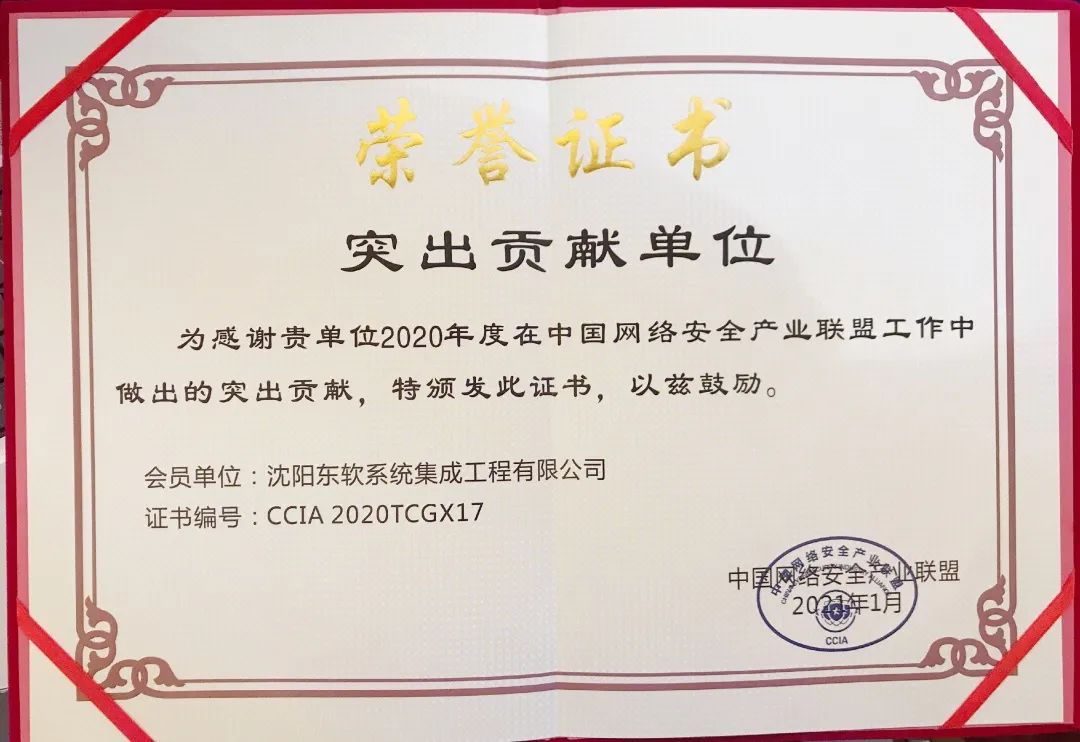 荣誉证书
突出贡献单位
为感谢贵单位2020年度在中国网络安全产业联盟工作中
做出的突出贡献，特颁发此证书，以兹鼓励。
会员单位：沈阳东软系统集成工程有限公司
证书编号：CCIA 2020TCGX17
中国网络安全产业联盟
2021年1月
中国网络安全产业联盟
CCIA